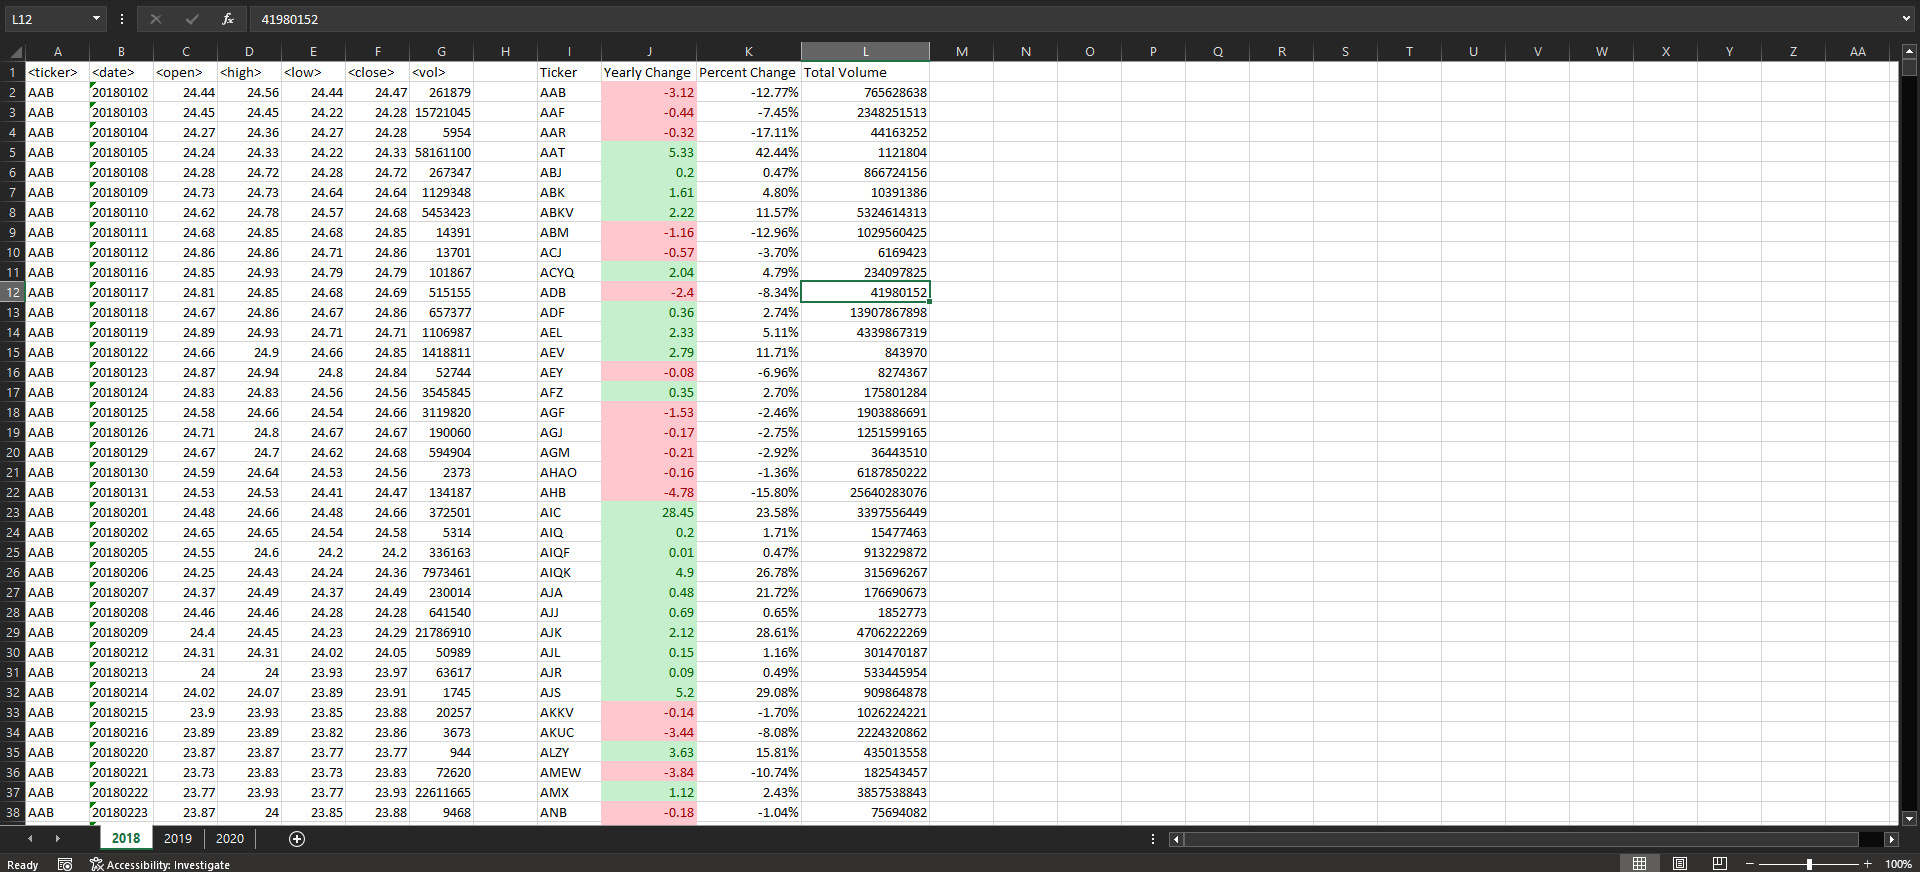 L12 fx 41980152
A B C D E F G H I J K L M N O P Q R S T U V W X Y Z AA
1 <ticker> <date> <open> <high> <low> <close> <vol> Ticker Yearly Change Percent Change Total Volume
2 AAB 20180102 24.44 24.56 24.44 24.47 261879 AAB -3.12 -12.77% 765628638
3 AAB 20180103 24.45 24.45 24.22 24.28 15721045 AAF -0.44 -7.45% 2348251513
4 AAB 20180104 24.27 24.36 24.27 24.28 5954 AAR -0.32 -17.11% 44163252
5 AAB 20180105 24.24 24.33 24.22 24.33 58161100 AAT 5.33 42.44% 1121804
6 AAB 20180108 24.28 24.72 24.28 24.72 267347 ABJ 0.2 0.47% 866724156
7 AAB 20180109 24.73 24.73 24.64 24.64 1129348 ABK 1.61 4.80% 10391386
8 AAB 20180110 24.62 24.78 24.57 24.68 5453423 ABKV 2.22 11.57% 5324614313
9 AAB 20180111 24.68 24.85 24.68 24.85 14391 ABM -1.16 -12.96% 1029560425
10 AAB 20180112 24.86 24.86 24.71 24.86 13701 ACJ -0.57 -3.70% 6169423
11 AAB 20180116 24.85 24.93 24.79 24.79 101867 ACYQ 2.04 4.79% 234097825
12 AAB 20180117 24.81 24.85 24.68 24.69 515155 ADB -2.4 -8.34% 41980152
13 AAB 20180118 24.67 24.86 24.67 24.86 657377 ADF 0.36 2.74% 13907867898
14 AAB 20180119 24.89 24.93 24.71 24.71 1106987 AEL 2.33 5.11% 4339867319
15 AAB 20180122 24.66 24.9 24.66 24.85 1418811 AEV 2.79 11.71% 843970
16 AAB 20180123 24.87 24.94 24.8 24.84 52744 AEY -0.08 -6.96% 8274367
17 AAB 20180124 24.83 24.83 24.56 24.56 3545845 AFZ 0.35 2.70% 175801284
18 AAB 20180125 24.58 24.66 24.54 24.66 3119820 AGF -1.53 -2.46% 1903886691
19 AAB 20180126 24.71 24.8 24.67 24.67 190060 AGJ -0.17 -2.75% 1251599165
20 AAB 20180129 24.67 24.7 24.62 24.68 594904 AGM -0.21 -2.92% 36443510
21 AAB 20180130 24.59 24.64 24.53 24.56 2373 AHAO -0.16 -1.36% 6187850222
22 AAB 20180131 24.53 24.53 24.41 24.47 134187 AHB -4.78 -15.80% 25640283076
23 AAB 20180201 24.48 24.66 24.48 24.66 372501 AIC 28.45 23.58% 3397556449
24 AAB 20180202 24.65 24.65 24.54 24.58 5314 AIQ 0.2 1.71% 15477463
25 AAB 20180205 24.55 24.6 24.2 24.2 336163 AIQF 0.01 0.47% 913229872
26 AAB 20180206 24.25 24.43 24.24 24.36 7973461 AIQK 4.9 26.78% 315696267
27 AAB 20180207 24.37 24.49 24.37 24.49 230014 AJA 0.48 21.72% 176690673
28 AAB 20180208 24.46 24.46 24.28 24.28 641540 AJJ 0.69 0.65% 1852773
29 AAB 20180209 24.4 24.45 24.23 24.29 21786910 AJK 2.12 28.61% 4706222269
30 AAB 20180212 24.31 24.31 24.02 24.05 50989 AJL 0.15 1.16% 301470187
31 AAB 20180213 24 24 23.93 23.97 63617 AJR 0.09 0.49% 533445954
32 AAB 20180214 24.02 24.07 23.89 23.91 1745 AJS 5.2 29.08% 909864878
33 AAB 20180215 23.9 23.93 23.85 23.88 20257 AKKV -0.14 -1.70% 1026224221
34 AAB 20180216 23.89 23.89 23.82 23.86 3673 AKUC -3.44 -8.08% 2224320862
35 AAB 20180220 23.87 23.87 23.77 23.77 944 ALZY 3.63 15.81% 435013558
36 AAB 20180221 23.73 23.83 23.73 23.83 72620 AMEW -3.84 -10.74% 182543457
37 AAB 20180222 23.77 23.93 23.77 23.93 22611665 AMX 1.12 2.43% 3857538843
38 AAB 20180223 23.87 24 23.85 23.88 9468 ANB -0.18 -1.04% 75694082
2018 2019 2020
Ready Accessibility: Investigate 100%